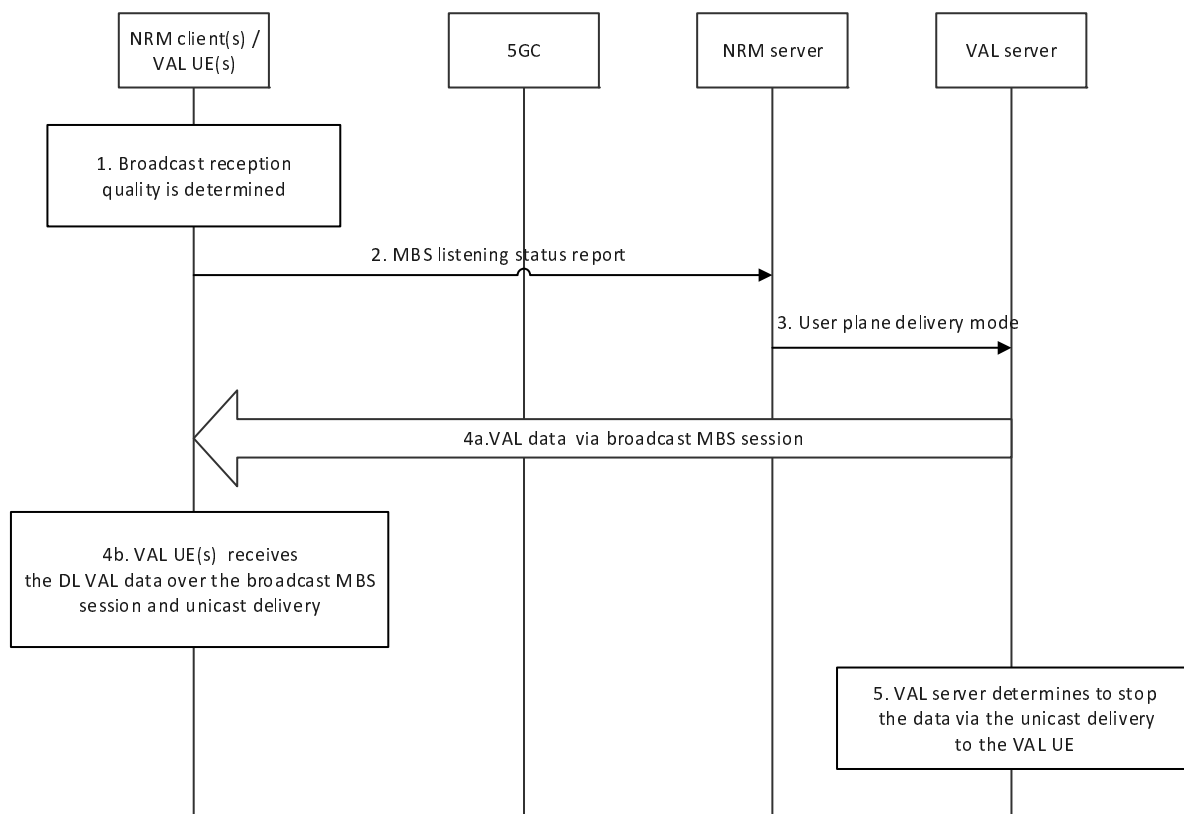 NRM client(s) /
VAL UE(s)
5GC
NRM server
VAL server
1. Broadcast reception
quality is determined
2. MBS listening status report
3. User plane delivery mode
4a.VAL data via broadcast MBS session
4b. VAL UE(s) receives
the DL VAL data over the broadcast MBS
session and unicast delivery
5. VAL server determines to stop
the data via the unicast delivery
to the VAL UE